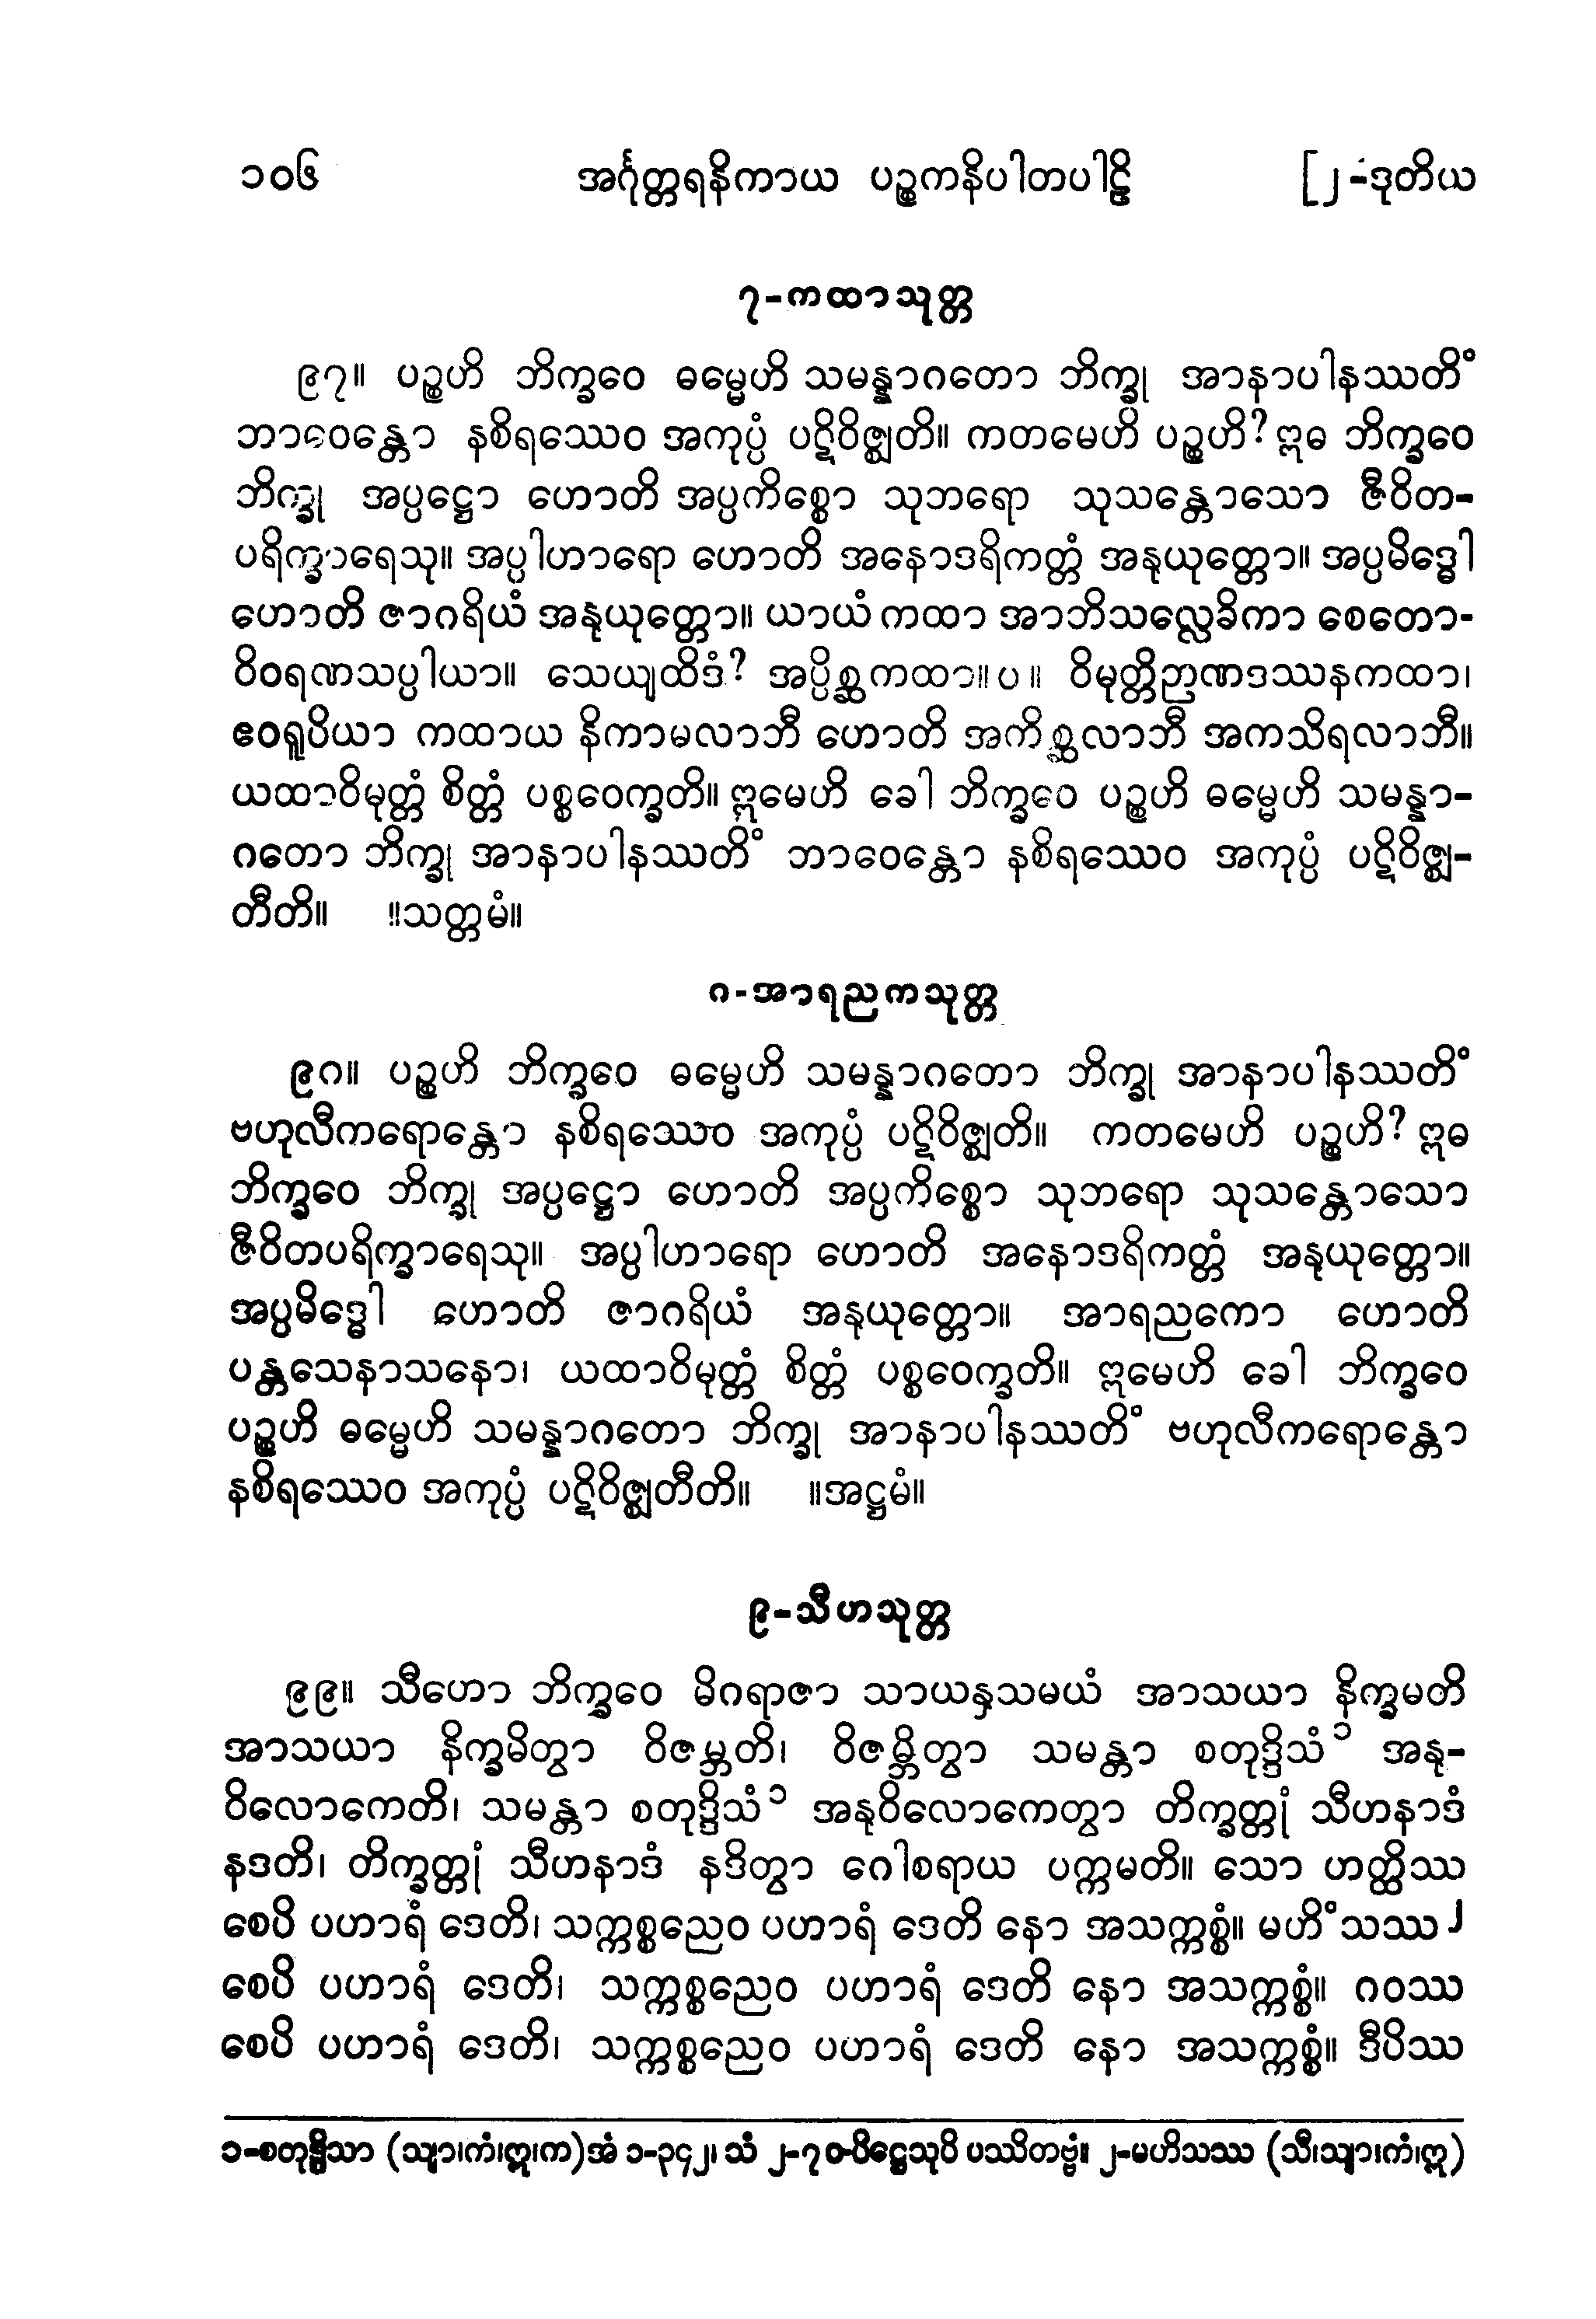 ၁၀၆ အင်္ဂုတ္တရနိကာယ ပဉ္စကနိပါတပါဠိ [၂-ဒုတိယ
၇-ကထာသုတ္တ
၉၇။ ပဉ္စဟိ ဘိက္ခဝေ ဓမ္မေဟိ သမန္နာဂတော ဘိက္ခု အာနာပါနဿတိံ
ဘာဝေန္တော နစိရဿေဝ အကုပ္ပံ ပဋိဝိဇ္ဈတိ။ ကတမေဟိ ပဉ္စဟိ? ဣဓ ဘိက္ခဝေ
ဘိက္ခု အပ္ပဋ္ဌော ဟောတိ အပ္ပကိစ္စော သုဘရော သုသန္တောသော ဇီဝိတ-
ပရိက္ခာရေသု။ အပ္ပါဟာရော ဟောတိ အနောဒရိကတ္တံ အနုယုတ္တော။ အပ္ပမိဒ္ဓေါ
ဟောတိ ဇာဂရိယံ အနုယုတ္တော။ ယာယံ ကထာ အာဘိသလ္လေခိကာ စေတော-
ဝိဝရဏသပ္ပါယာ။ သေယျထိဒံ? အပ္ပိစ္ဆကထာ။ပ။ ဝိမုတ္တိဉာဏဒဿနကထာ၊
ဧဝရူပိယာ ကထာယ နိကာမလာဘီ ဟောတိ အကိစ္ဆလာဘီ အကသိရလာဘီ။
ယထာဝိမုတ္တံ စိတ္တံ ပစ္စဝေက္ခတိ။ ဣမေဟိ ခေါ ဘိက္ခဝေ ပဉ္စဟိ ဓမ္မေဟိ သမန္နာ-
ဂတော ဘိက္ခု အာနာပါနဿတိံ ဘာဝေန္တော နစိရဿေဝ အကုပ္ပံ ပဋိဝိဇ္ဈ-
တီတိ။ ။သတ္တမံ။
၈-အာရညကသုတ္တ
၉၈။ ပဉ္စဟိ ဘိက္ခဝေ ဓမ္မေဟိ သမန္နာဂတော ဘိက္ခု အာနာပါနဿတိံ
ဗဟုလီကရောန္တော နစိရဿေဝ အကုပ္ပံ ပဋိဝိဇ္ဈတိ။ ကတမေဟိ ပဉ္စဟိ? ဣဓ
ဘိက္ခဝေ ဘိက္ခု အပ္ပဋ္ဌော ဟောတိ အပ္ပကိစ္စော သုဘရော သုသန္တောသော
ဇီဝိတပရိက္ခာရေသု။ အပ္ပါဟာရော ဟောတိ အနောဒရိကတ္တံ အနုယုတ္တော။
အပ္ပမိဒ္ဓေါ ဟောတိ ဇာဂရိယံ အနုယုတ္တော။ အာရညကော ဟောတိ
ပန္တသေနာသနော၊ ယထာဝိမုတ္တံ စိတ္တံ ပစ္စဝေက္ခတိ။ ဣမေဟိ ခေါ ဘိက္ခဝေ
ပဉ္စဟိ ဓမ္မေဟိ သမန္နာဂတော ဘိက္ခု အာနာပါနဿတိံ ဗဟုလီကရောန္တော
နစိရဿေဝ အကုပ္ပံ ပဋိဝိဇ္ဈတီတိ။ ။အဋ္ဌမံ။
၉-သီဟသုတ္တ
၉၉။ သီဟော ဘိက္ခဝေ မိဂရာဇာ သာယနှသမယံ အာသယာ နိက္ခမတိ
အာသယာ နိက္ခမိတွာ ဝိဇမ္ဘတိ၊ ဝိဇမ္ဘိတွာ သမန္တာ စတုဒ္ဒိသံ၁ အနု-
ဝိလောကေတိ၊ သမန္တာ စတုဒ္ဒိသံ၁ အနုဝိလောကေတွာ တိက္ခတ္တုံ သီဟနာဒံ
နဒတိ၊ တိက္ခတ္တုံ သီဟနာဒံ နဒိတွာ ဂေါစရာယ ပက္ကမတိ။ သော ဟတ္ထိဿ
စေပိ ပဟာရံ ဒေတိ၊ သက္ကစ္စညေဝ ပဟာရံ ဒေတိ နော အသက္ကစ္စံ။ မဟိံသဿ၂
စေပိ ပဟာရံ ဒေတိ၊ သက္ကစ္စညေဝ ပဟာရံ ဒေတိ နော အသက္ကစ္စံ။ ဂဝဿ
စေပိ ပဟာရံ ဒေတိ၊ သက္ကစ္စညေဝ ပဟာရံ ဒေတိ နော အသက္ကစ္စံ။ ဒီပိဿ
၁-စတုဒ္ဒိသာ (သျာ၊ကံ၊ဣ၊က)အံ ၁-၃၄၂၊ သံ ၂-၇၀-ပိဋ္ဌေသုပိ ပဿိတဗ္ဗံ။ ၂-မဟိသဿ (သီ၊သျာ၊ကံ၊ဣ)